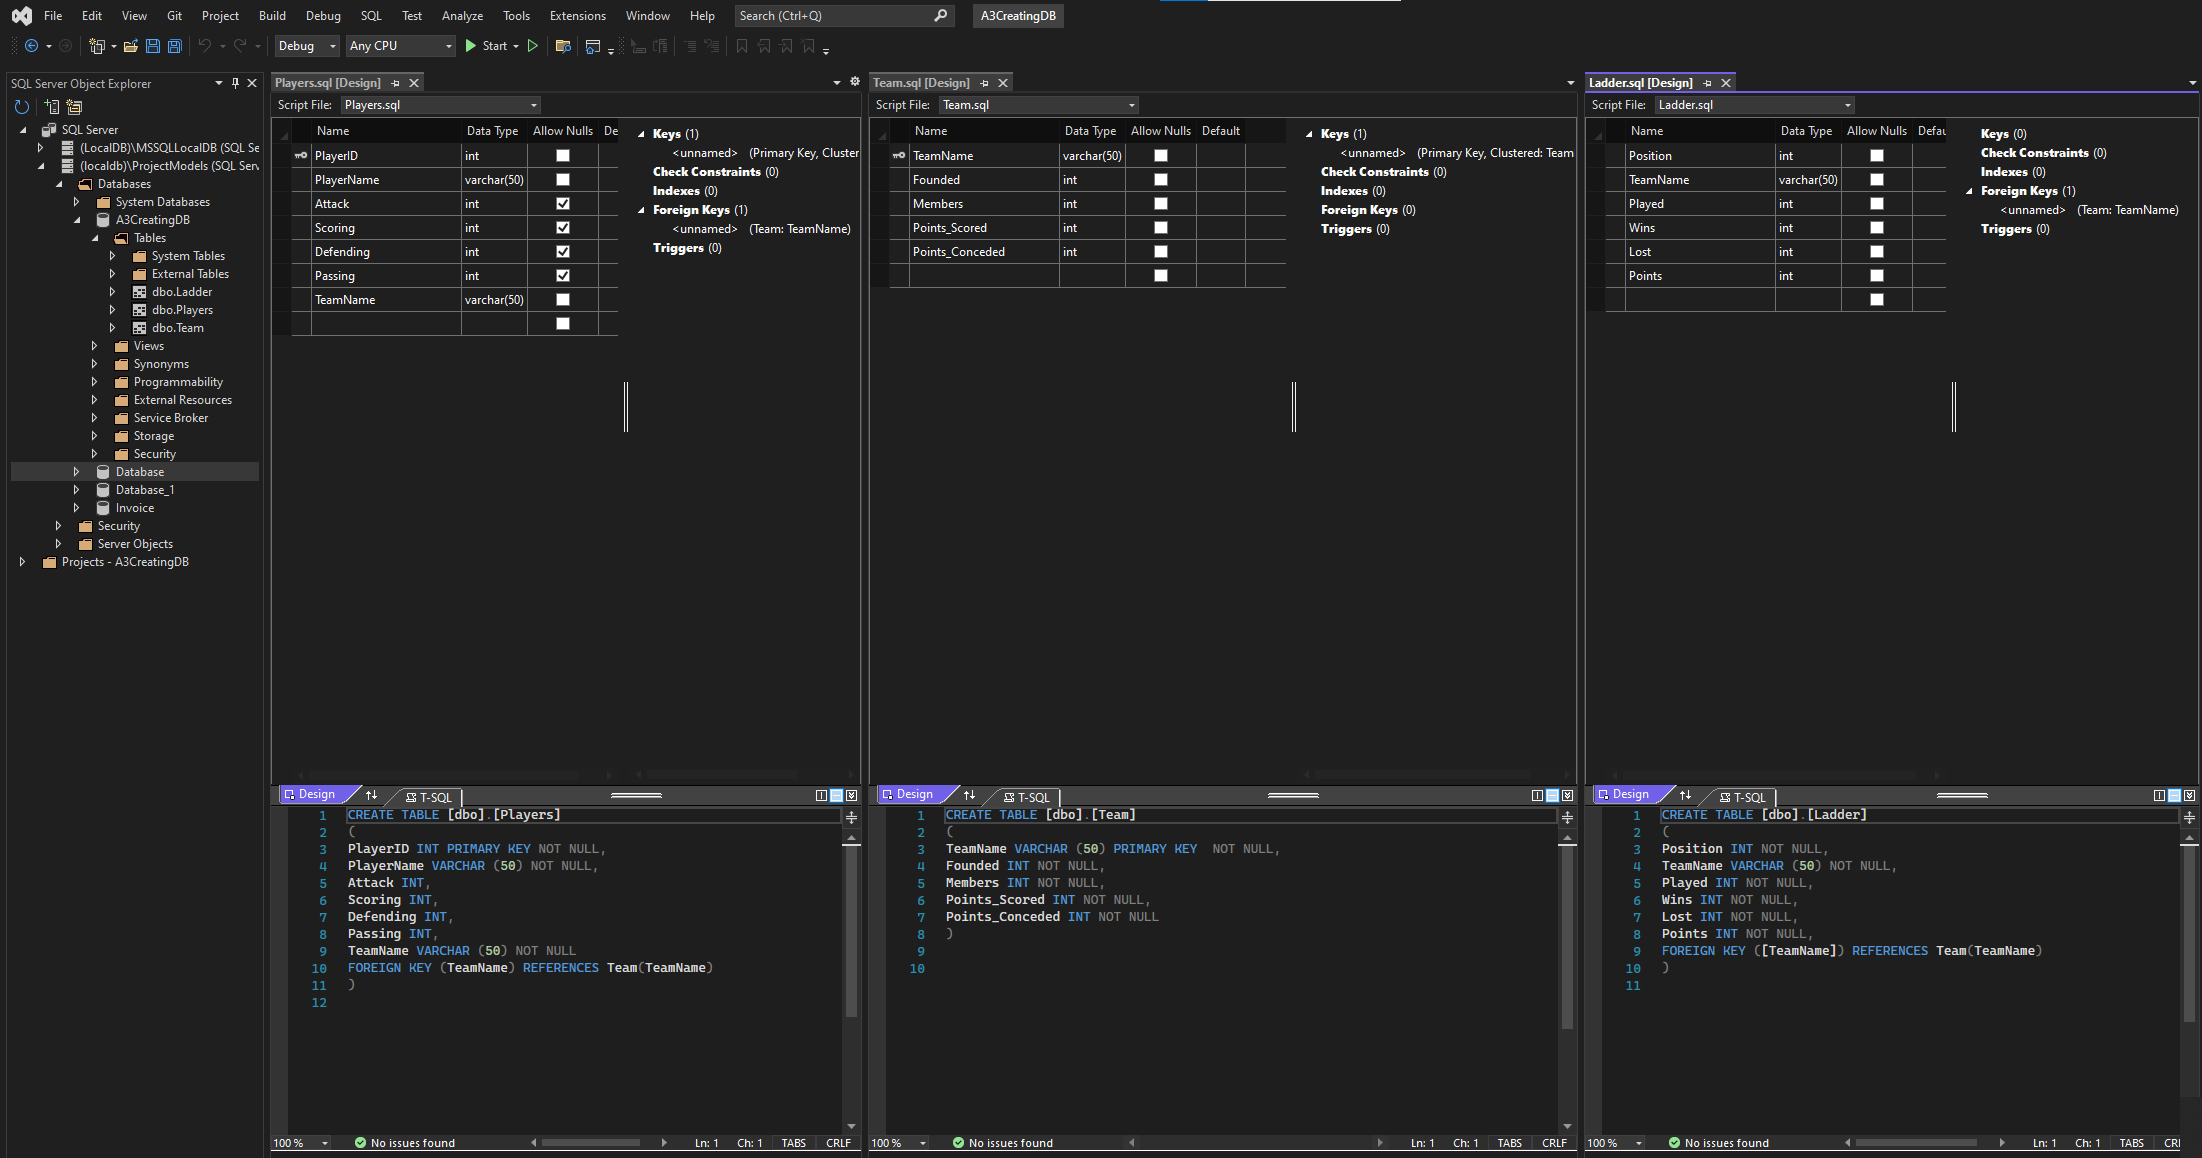 File Edit View Git Project Build Debug SQL Test Analyze Tools Extensions Window Help Search (Ctrl+Q) A3CreatingDB
Debug Any CPU Start
SQL Server Object Explorer
SQL Server
(LocalDB)\MSSQLLocalDB (SQL Se
(localdb)\ProjectModels (SQL Serv
Databases
System Databases
A3CreatingDB
Tables
System Tables
External Tables
dbo.Ladder
dbo.Players
dbo.Team
Views
Synonyms
Programmability
External Resources
Service Broker
Storage
Security
Database
Database_1
Invoice
Security
Server Objects
Projects - A3CreatingDB
Players.sql [Design]
Script File: Players.sql
Name Data Type Allow Nulls De
PlayerID int
PlayerName varchar(50)
Attack int
Scoring int
Defending int
Passing int
TeamName varchar(50)
Keys (1)
<unnamed> (Primary Key, Cluster
Check Constraints (0)
Indexes (0)
Foreign Keys (1)
<unnamed> (Team: TeamName)
Triggers (0)
Design T-SQL
1 CREATE TABLE [dbo].[Players]
2 (
3 PlayerID INT PRIMARY KEY NOT NULL,
4 PlayerName VARCHAR (50) NOT NULL,
5 Attack INT,
6 Scoring INT,
7 Defending INT,
8 Passing INT,
9 TeamName VARCHAR (50) NOT NULL
10 FOREIGN KEY (TeamName) REFERENCES Team(TeamName)
11 )
12
100 % No issues found Ln: 1 Ch: 1 TABS CRLF
Team.sql [Design]
Script File: Team.sql
Name Data Type Allow Nulls Default
TeamName varchar(50)
Founded int
Members int
Points_Scored int
Points_Conceded int
Keys (1)
<unnamed> (Primary Key, Clustered: Team
Check Constraints (0)
Indexes (0)
Foreign Keys (0)
Triggers (0)
Design T-SQL
1 CREATE TABLE [dbo].[Team]
2 (
3 TeamName VARCHAR (50) PRIMARY KEY  NOT NULL,
4 Founded INT NOT NULL,
5 Members INT NOT NULL,
6 Points_Scored INT NOT NULL,
7 Points_Conceded INT NOT NULL
8 )
9
10
100 % No issues found Ln: 1 Ch: 1 TABS CRLF
Ladder.sql [Design]
Script File: Ladder.sql
Name Data Type Allow Nulls Defau
Position int
TeamName varchar(50)
Played int
Wins int
Lost int
Points int
Keys (0)
Check Constraints (0)
Indexes (0)
Foreign Keys (1)
<unnamed> (Team: TeamName)
Triggers (0)
Design T-SQL
1 CREATE TABLE [dbo].[Ladder]
2 (
3 Position INT NOT NULL,
4 TeamName VARCHAR (50) NOT NULL,
5 Played INT NOT NULL,
6 Wins INT NOT NULL,
7 Lost INT NOT NULL,
8 Points INT NOT NULL,
9 FOREIGN KEY ([TeamName]) REFERENCES Team(TeamName)
10 )
11
100 % No issues found Ln: 1 Ch: 1 TABS CRI